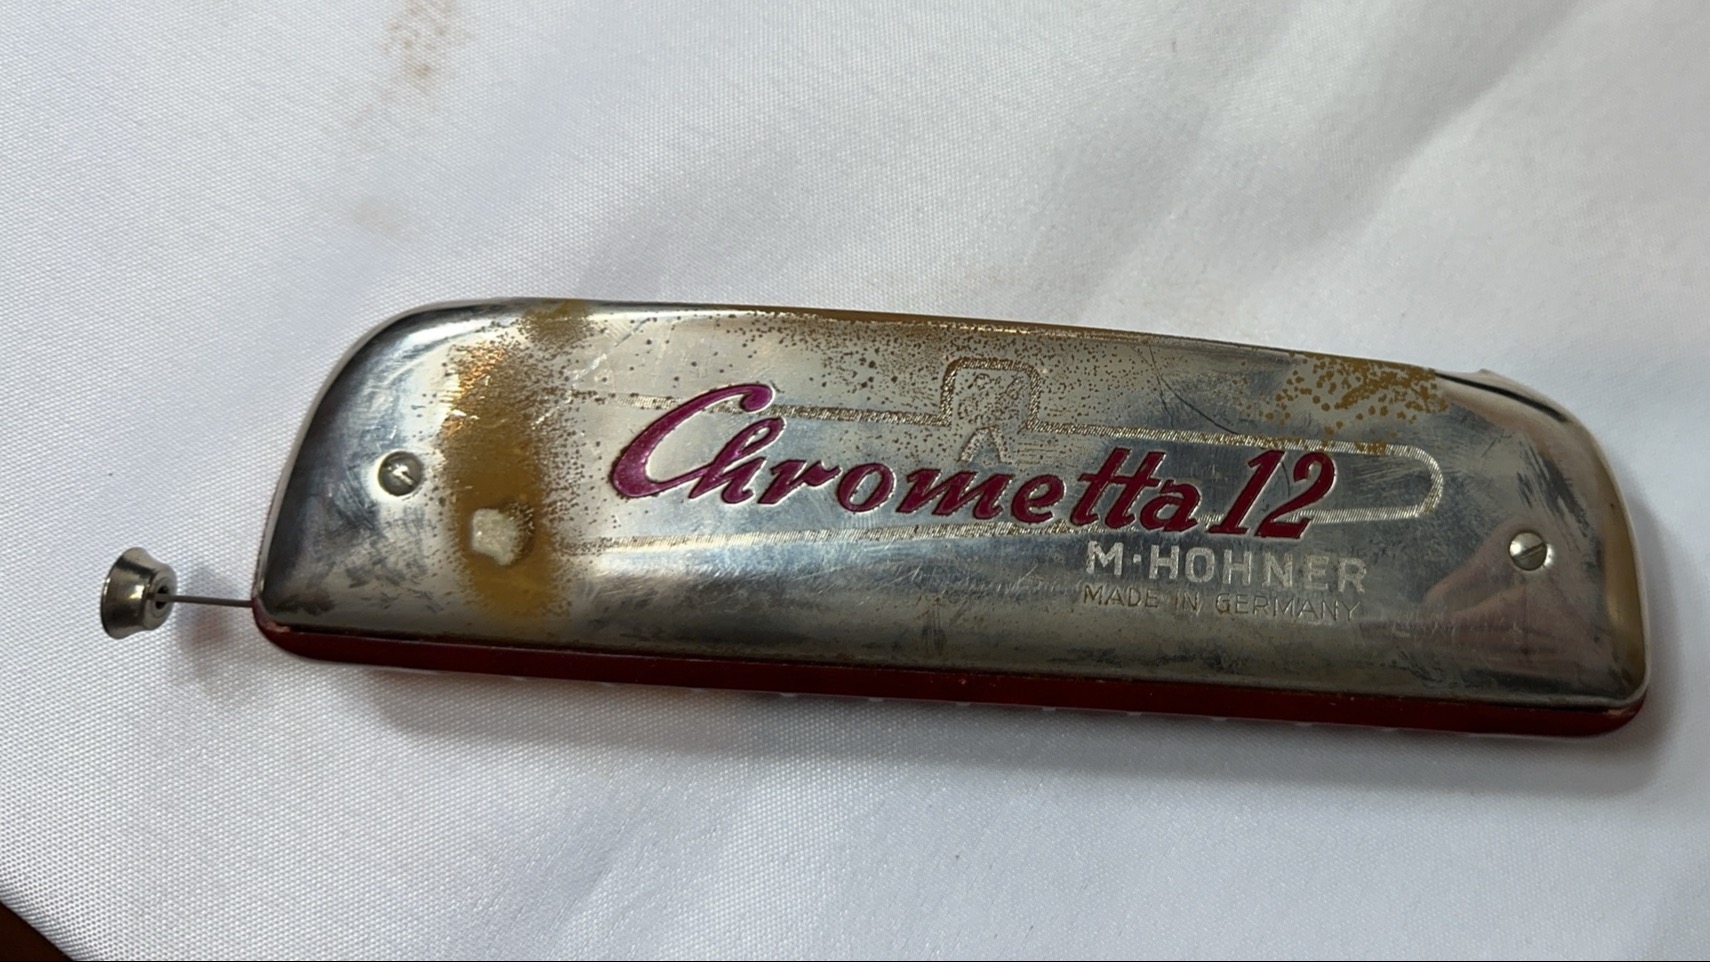 Chrometta 12
M·HOHNER
MADE IN GERMANY